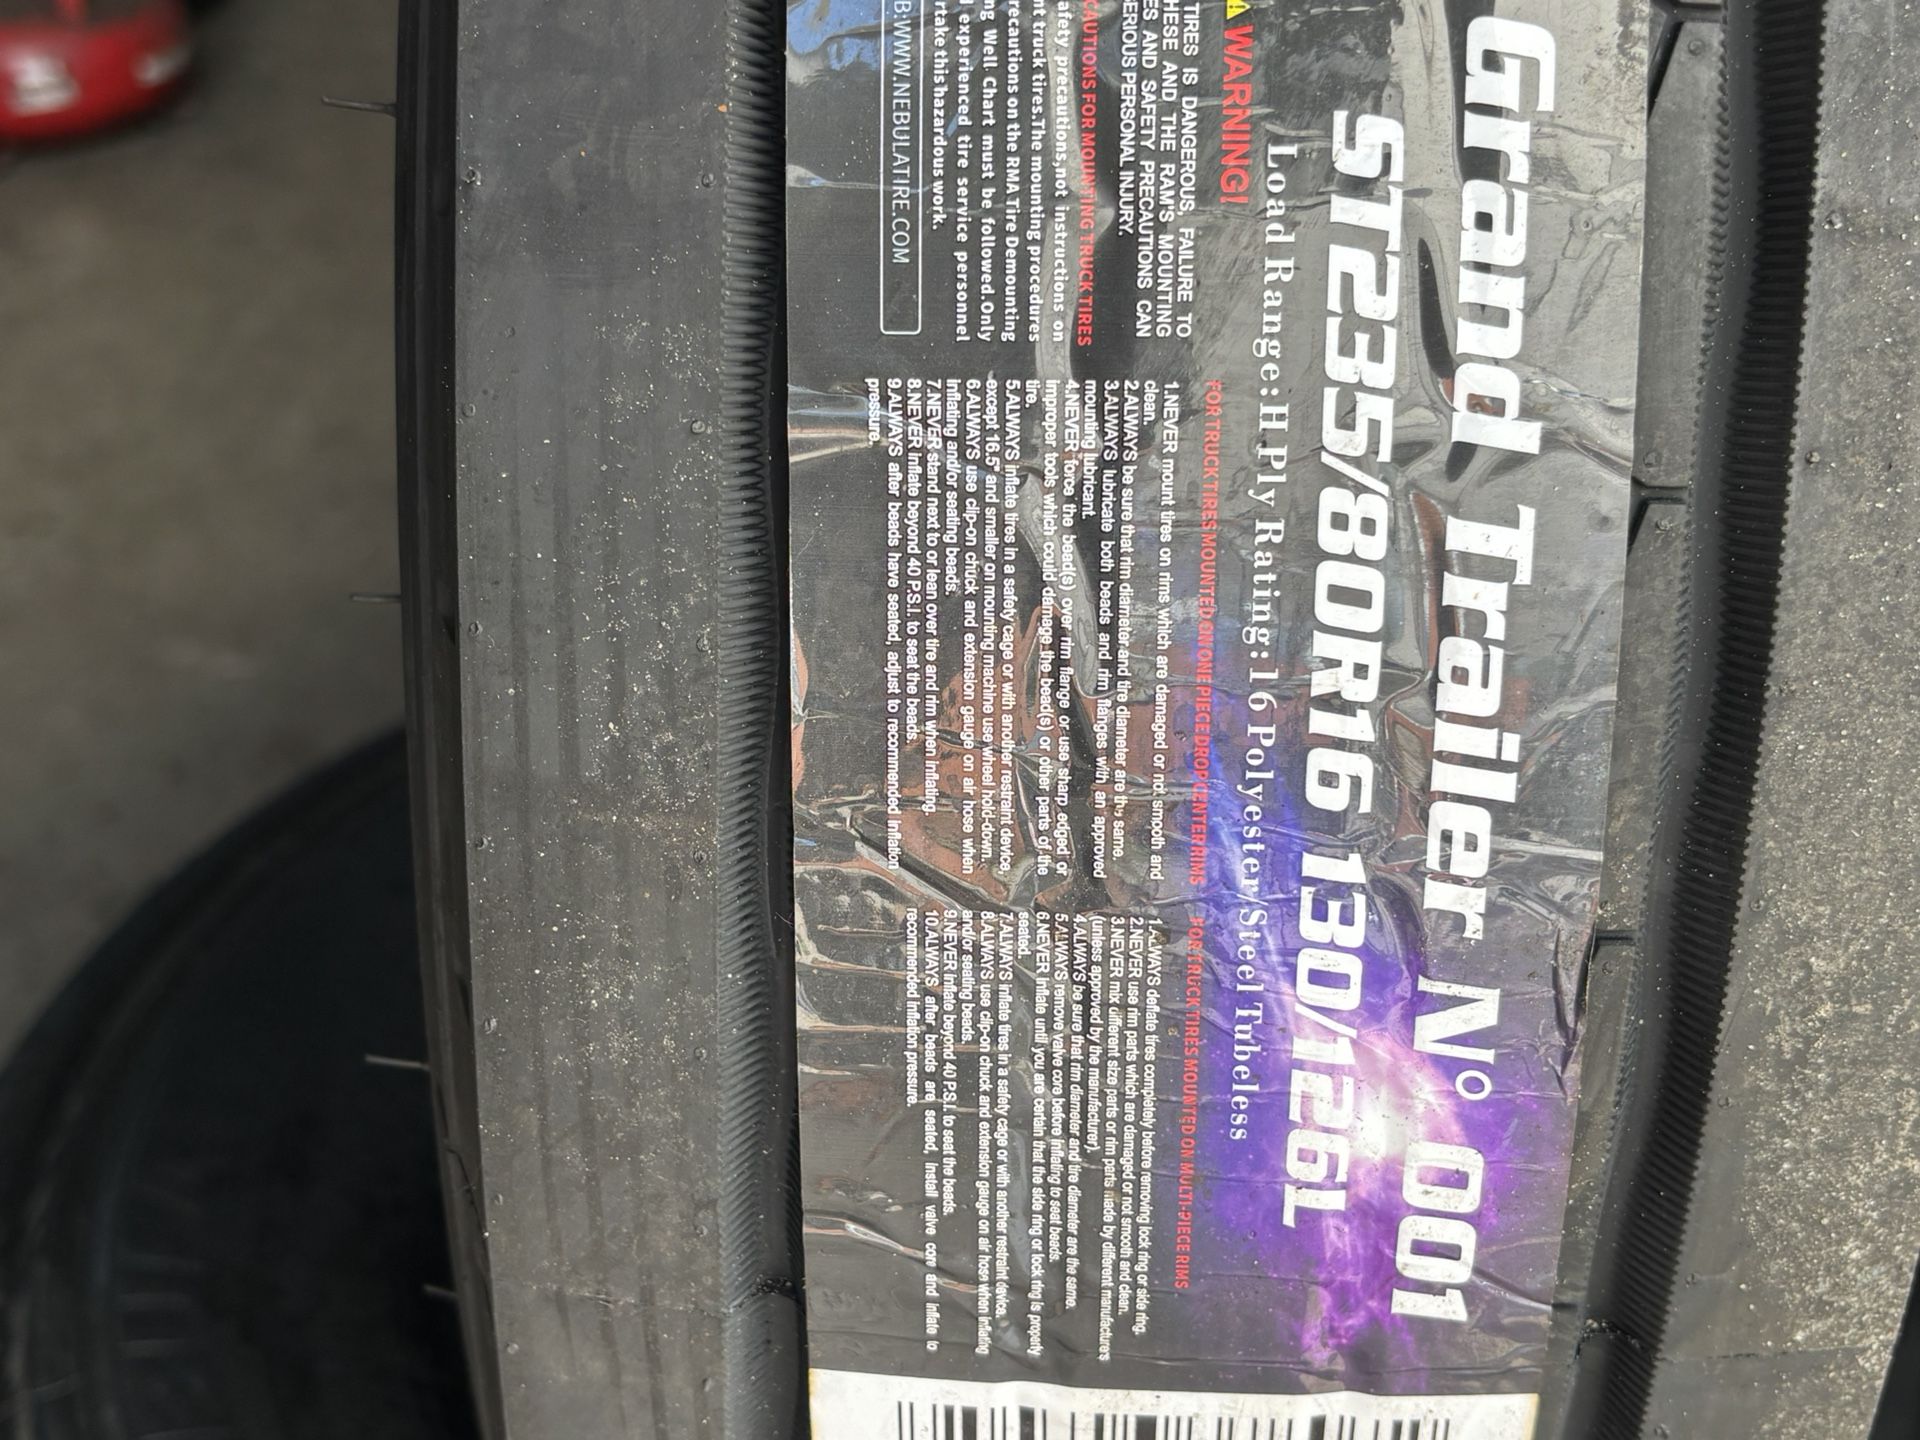 Grand Trailer Nº 001
ST235/80R16 130/126L
Load Range:H Ply Rating:16 Polyester/Steel Tubeless
WARNING!
TIRES IS DANGEROUS, FAILURE TO
HESE AND THE RAM'S MOUNTING
ES AND SAFETY PRECAUTIONS CAN
SERIOUS PERSONAL INJURY.
CAUTIONS FOR MOUNTING TRUCK TIRES
afety precautions,not instructions on
nt truck tires.The mounting procedures
recautions on the RMA Tire Demounting
ng Well Chart must be followed.Only
experienced tire service personnel
rtake this hazardous work.
B:WWW.NEBULATIRE.COM
FOR TRUCK TIRES MOUNTED ON ONE PIECE DROP CENTER RIMS
1.NEVER mount tires on rims which are damaged or not smooth and
clean.
2.ALWAYS be sure that rim diameter and tire diameter are the same.
3.ALWAYS lubricate both beads and rim flanges with an approved
mounting lubricant.
4.NEVER force the bead(s) over rim flange or use sharp edged or
improper tools which could damage the bead(s) or other parts of the
tire.
5.ALWAYS inflate tires in a safety cage or with another restraint device,
except 16.5" and smaller on mounting machine use wheel hold-down.
6.ALWAYS use clip-on chuck and extension gauge on air hose when
inflating and/or seating beads.
7.NEVER stand next to or lean over tire and rim when inflating.
8.NEVER inflate beyond 40 P.S.I. to seat the beads.
9.ALWAYS after beads have seated, adjust to recommended inflation
pressure.
FOR TRUCK TIRES MOUNTED ON MULTI-PIECE RIMS
1.ALWAYS deflate tires completely before removing lock ring or side ring.
2.NEVER use rim parts which are damaged or not smooth and clean.
3.NEVER mix different size parts or rim parts made by different manufacturers
(unless approved by the manufacturer).
4.ALWAYS be sure that rim diameter and tire diameter are the same.
5.ALWAYS remove valve core before inflating to seat beads.
6.NEVER inflate until you are certain that the side ring or lock ring is properly
seated.
7.ALWAYS inflate tires in a safety cage or with another restraint device.
8.ALWAYS use clip-on chuck and extension gauge on air hose when inflating
and/or seating beads.
9.NEVER inflate beyond 40 P.S.I. to seat the beads.
10.ALWAYS after beads are seated, install valve core and inflate to
recommended inflation pressure.